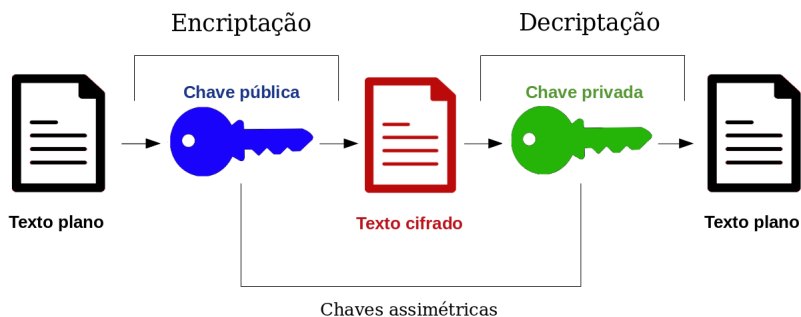 Encriptação
Decriptação
Chave pública
Chave privada
Texto plano
Texto cifrado
Texto plano
Chaves assimétricas